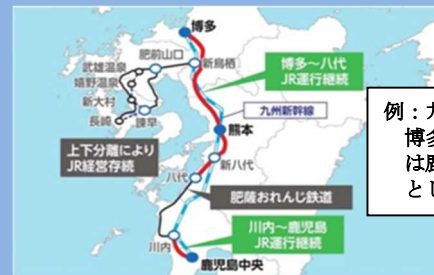 博多
肥前山口
武雄温泉
嬉野温泉
新大村
長崎
諫早
新鳥栖
博多〜八代
JR運行継続
九州新幹線
熊本
上下分離により
JR経営存続
新八代
八代
肥薩おれんじ鉄道
川内〜鹿児島
JR運行継続
川内
鹿児島中央
例:九
博多
は鹿
とし